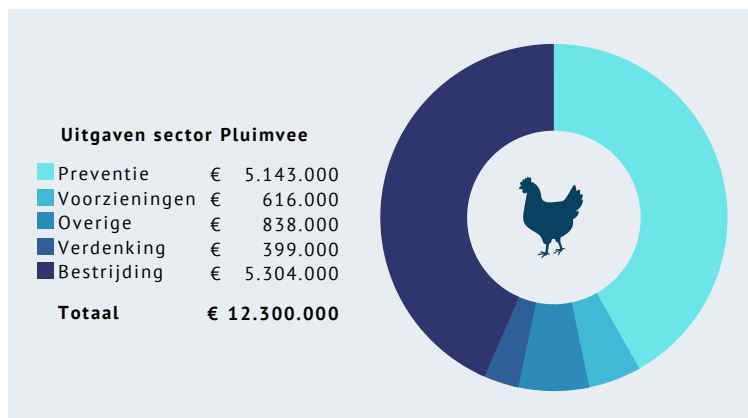 Uitgaven sector Pluimvee
Preventie € 5.143.000
Voorzieningen € 616.000
Overige € 838.000
Verdenking € 399.000
Bestrijding € 5.304.000
Totaal € 12.300.000